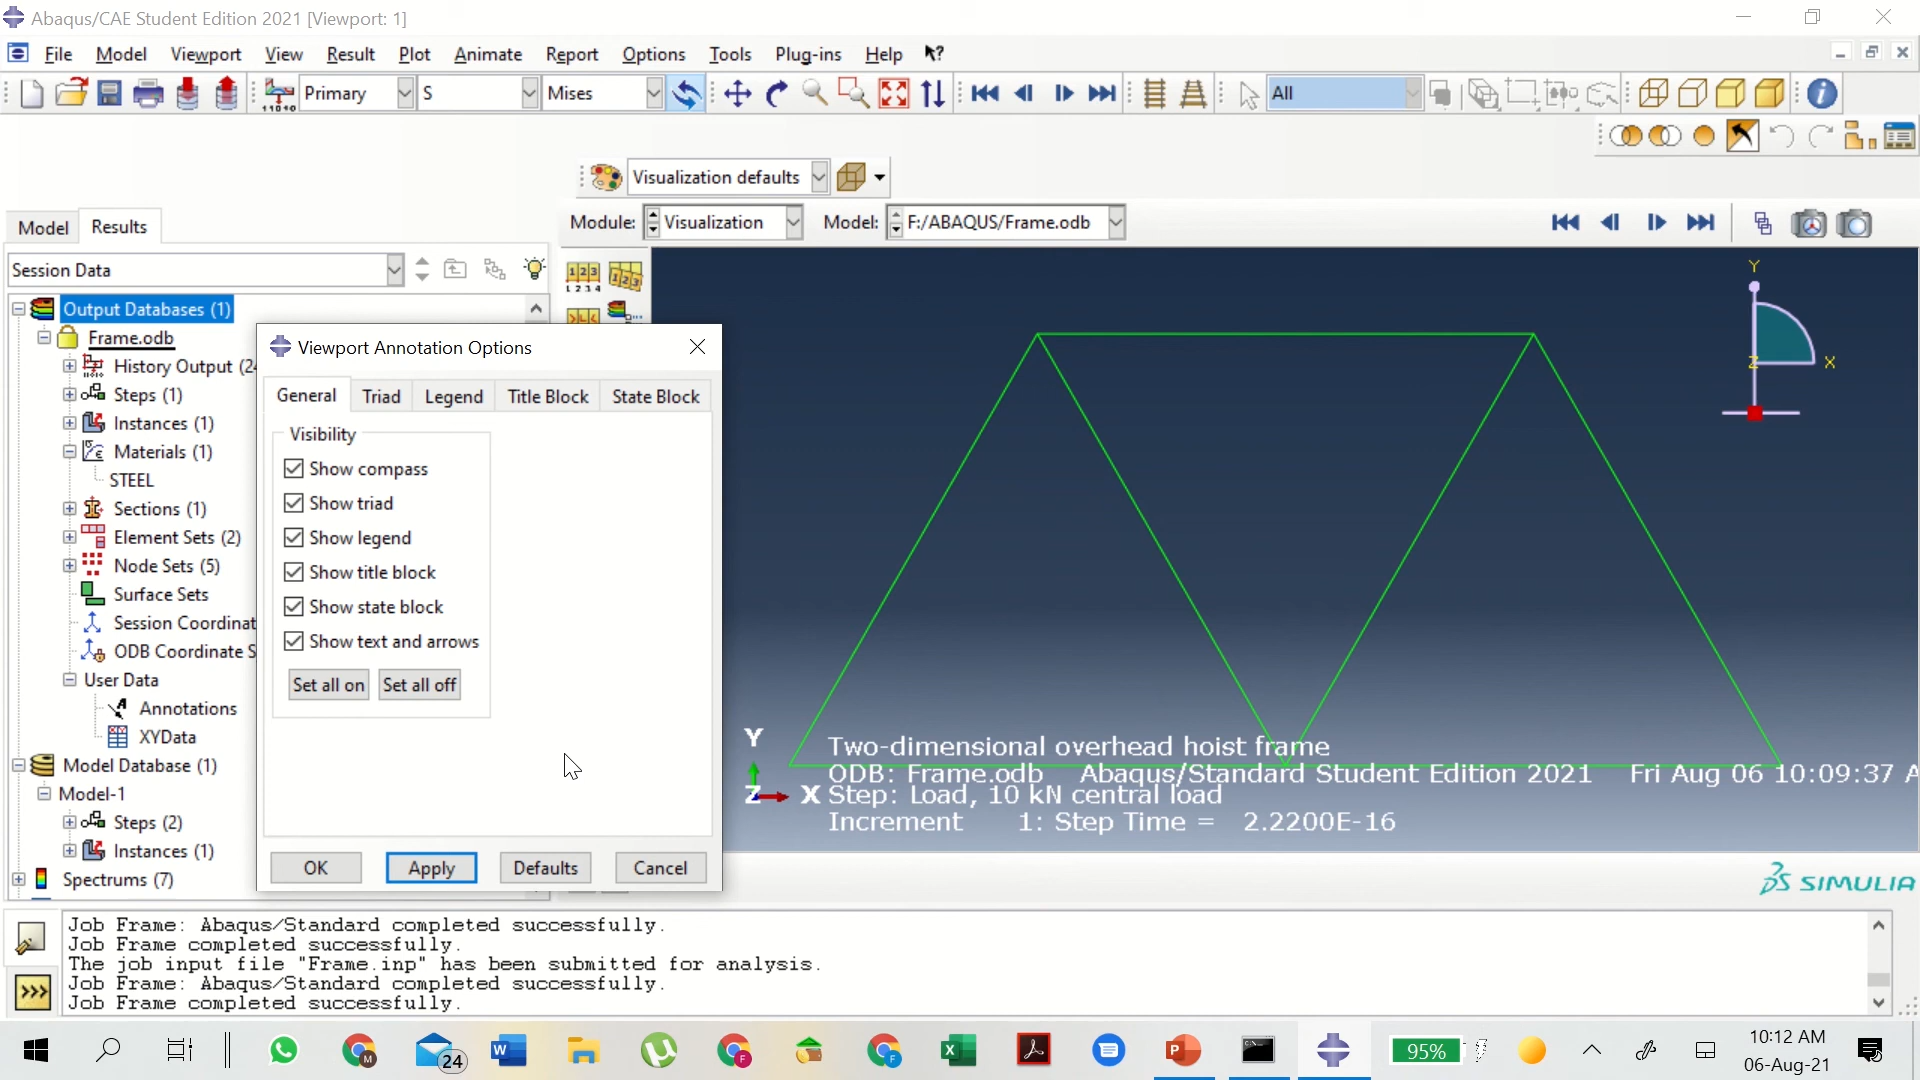 Abaqus/CAE Student Edition 2021 [Viewport: 1]
File Model Viewport View Result Plot Animate Report Options Tools Plug-ins Help
Primary S Mises All
Visualization defaults
Model Results
Module: Visualization Model: F:/ABAQUS/Frame.odb
Session Data
Output Databases (1)
Frame.odb
History Output (24
Steps (1)
Instances (1)
Materials (1)
STEEL
Sections (1)
Element Sets (2)
Node Sets (5)
Surface Sets
Session Coordinat
ODB Coordinate S
User Data
Annotations
XYData
Model Database (1)
Model-1
Steps (2)
Instances (1)
Spectrums (7)
Viewport Annotation Options
General Triad Legend Title Block State Block
Visibility
Show compass
Show triad
Show legend
Show title block
Show state block
Show text and arrows
Set all on Set all off
OK Apply Defaults Cancel
Y
Z X
Y
Z X
Two-dimensional overhead hoist frame
ODB: Frame.odb Abaqus/Standard Student Edition 2021 Fri Aug 06 10:09:37 A
Step: Load, 10 kN central load
Increment 1: Step Time = 2.2200E-16
SIMULIA
Job Frame: Abaqus/Standard completed successfully.
Job Frame completed successfully.
The job input file "Frame.inp" has been submitted for analysis.
Job Frame: Abaqus/Standard completed successfully.
Job Frame completed successfully.
24
95%
10:12 AM
06-Aug-21